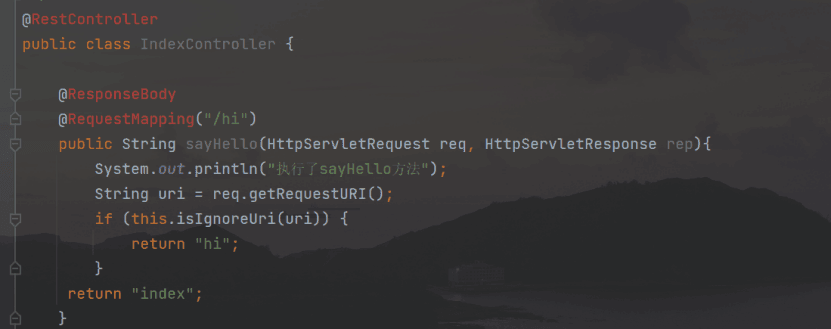 @RestController
public class IndexController {
@ResponseBody
@RequestMapping("/hi")
public String sayHello(HttpServletRequest req, HttpServletResponse rep){
System.out.println("执行了sayHello方法");
String uri = req.getRequestURI();
if (this.isIgnoreUri(uri)) {
return "hi";
}
return "index";
}